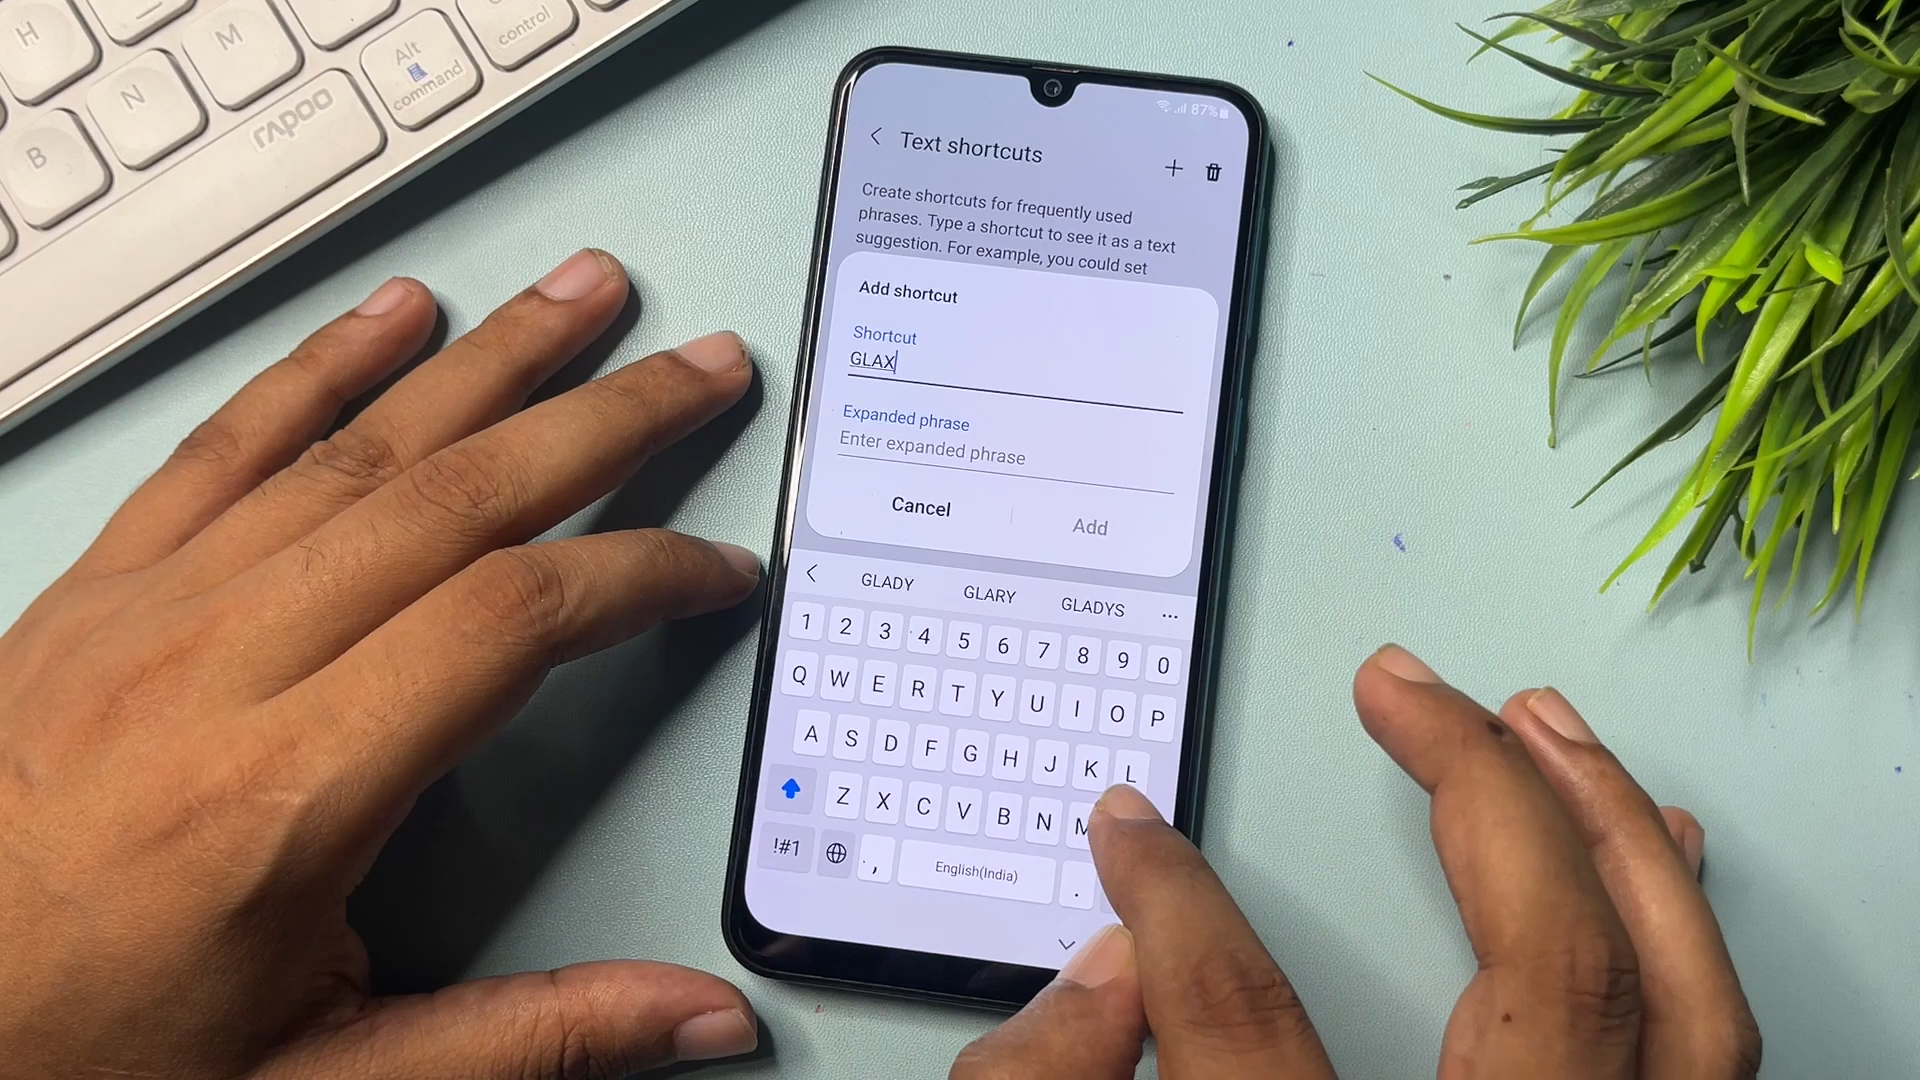 H
M
N
B
Alt
command
control
rapoo
87%
Text shortcuts
Create shortcuts for frequently used
phrases. Type a shortcut to see it as a text
suggestion. For example, you could set
Add shortcut
Shortcut
GLAX
Expanded phrase
Enter expanded phrase
Cancel
Add
GLADY GLARY GLADYS ...
1 2 3 4 5 6 7 8 9 0
Q W E R T Y U I O P
A S D F G H J K L
Z X C V B N M
!#1 , English(India) .